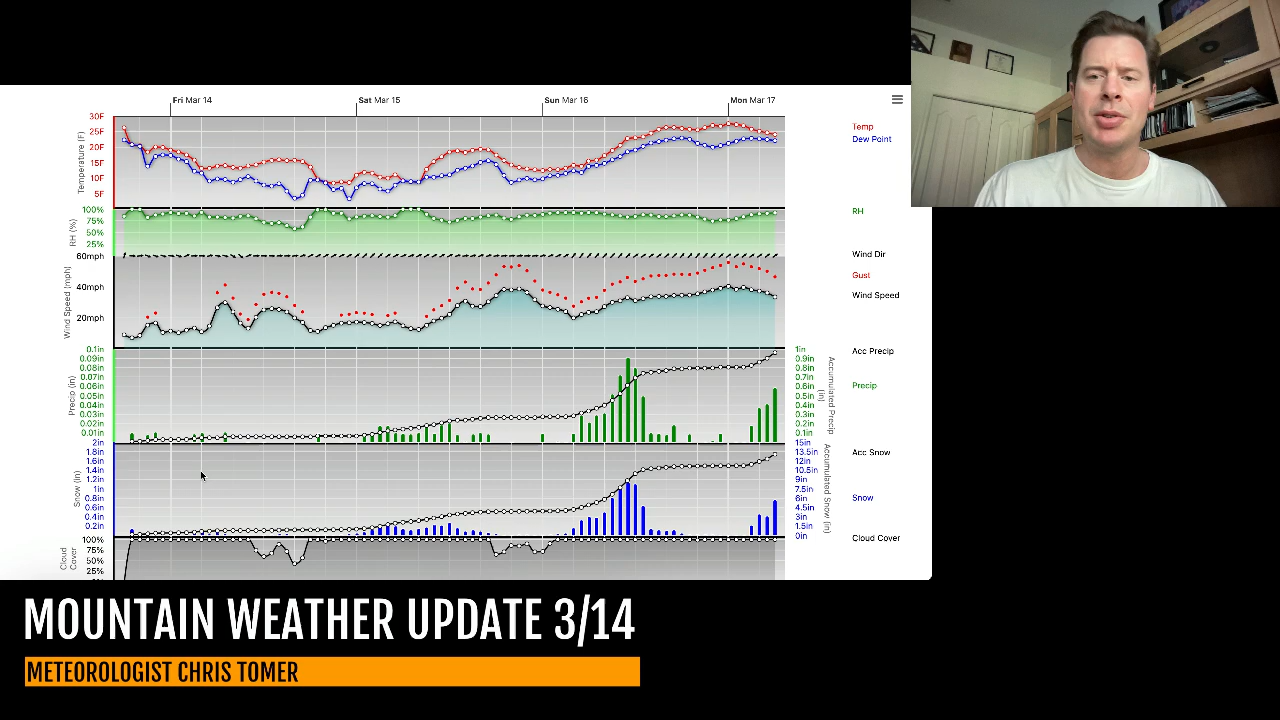 Fri Mar 14
Sat Mar 15
Sun Mar 16
Mon Mar 17
30F
25F
20F
15F
10F
5F
Temperature (F)
Temp
Dew Point
100%
75%
50%
25%
RH (%)
RH
60mph
40mph
20mph
Wind Speed (mph)
Wind Dir
Gust
Wind Speed
0.1in
0.09in
0.08in
0.07in
0.06in
0.05in
0.04in
0.03in
0.02in
0.01in
Precip (in)
1in
0.9in
0.8in
0.7in
0.6in
0.5in
0.4in
0.3in
0.2in
0.1in
Accumulated Precip (in)
Acc Precip
Precip
2in
1.8in
1.6in
1.4in
1.2in
1in
0.8in
0.6in
0.4in
0.2in
Snow (in)
15in
13.5in
12in
10.5in
9in
7.5in
6in
4.5in
3in
1.5in
0in
Accumulated Snow (in)
Acc Snow
Snow
100%
75%
50%
25%
Cloud Cover
Cloud Cover
MOUNTAIN WEATHER UPDATE 3/14
METEOROLOGIST CHRIS TOMER